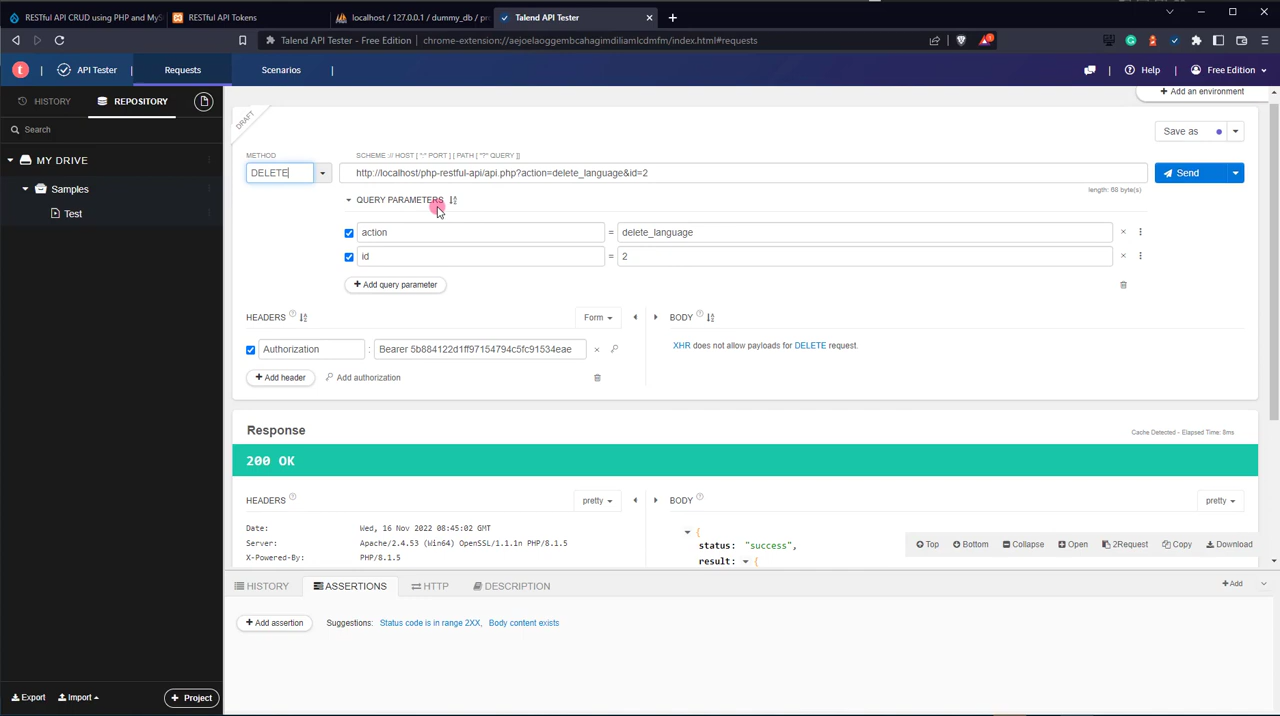 RESTful API CRUD using PHP and MyS
RESTful API Tokens
localhost / 127.0.0.1 / dummy_db / pr
Talend API Tester
Talend API Tester - Free Edition
chrome-extension://aejoelaoggembcahagimdiliamlcdmfm/index.html#requests
t
API Tester
Requests
Scenarios
Help
Free Edition
HISTORY
REPOSITORY
Search
MY DRIVE
Samples
Test
+ Add an environment
DRAFT
Save as
METHOD
SCHEME :// HOST [ ":" PORT ] [ PATH [ "?" QUERY ]]
DELETE
http://localhost/php-restful-api/api.php?action=delete_language&id=2
Send
length: 68 byte(s)
QUERY PARAMETERS
action = delete_language
id = 2
+ Add query parameter
HEADERS
Form
BODY
Authorization : Bearer 5b884122d1ff97154794c5fc91534eae
XHR does not allow payloads for DELETE request.
+ Add header
Add authorization
Response
Cache Detected - Elapsed Time: 8ms
200 OK
HEADERS
pretty
BODY
pretty
Date: Wed, 16 Nov 2022 08:45:02 GMT
Server: Apache/2.4.53 (Win64) OpenSSL/1.1.1n PHP/8.1.5
X-Powered-By: PHP/8.1.5
{
status: "success",
result: {
Top
Bottom
Collapse
Open
2Request
Copy
Download
HISTORY
ASSERTIONS
HTTP
DESCRIPTION
+ Add
+ Add assertion
Suggestions: Status code is in range 2XX, Body content exists
Export
Import
+ Project